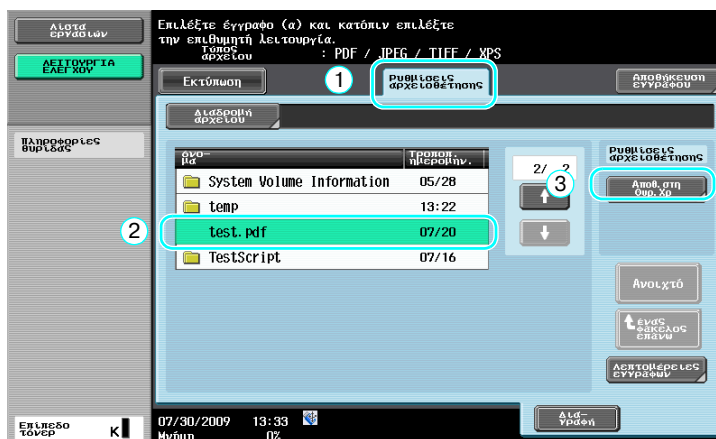 Λίστα
εργασιών
ΛΕΙΤΟΥΡΓΙΑ
ΕΛΕΓΧΟΥ
Πληροφορίες
θυρίδας
Επίπεδο
τόνερ
K
Επιλέξτε έγγραφο (α) και κατόπιν επιλέξτε
την επιθυμητή λειτουργία.
Τύπος
αρχείου : PDF / JPEG / TIFF / XPS
Εκτύπωση
1
Ρυθμίσεις
αρχειοθέτησης
Αποθήκευση
εγγράφου
Διαδρομή
αρχείου
όνο-
μα
Τροποπ.
ημερομην.
System Volume Information 05/28
temp 13:22
2
test.pdf 07/20
TestScript 07/16
2/ 2
Ρυθμίσεις
αρχειοθέτησης
3
Αποθ. στη
Θυρ. Χρ
Ανοιχτό
ένας
φάκελος
επάνω
Λεπτομέρειες
εγγράφων
07/30/2009 13:33
Μνήμη 0%
Δια-
γραφή